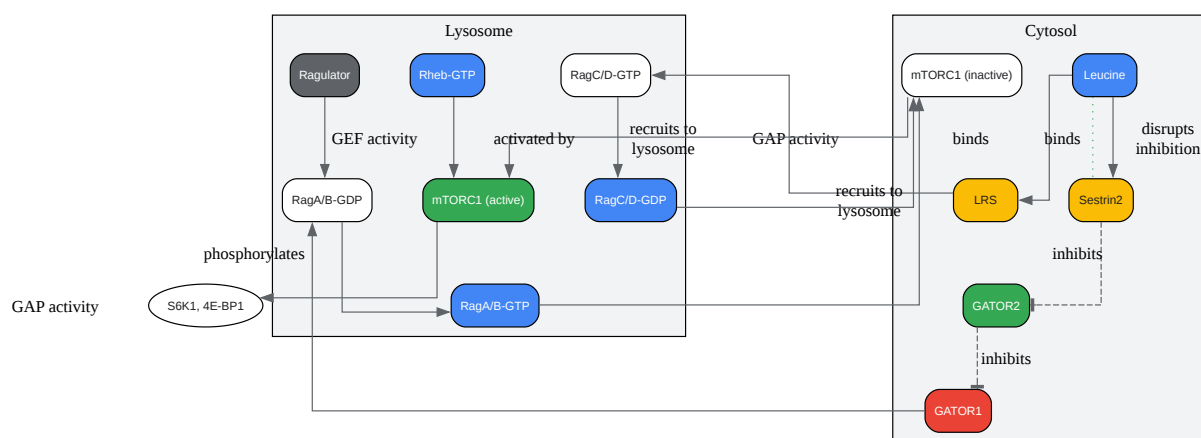 Lysosome
Cytosol
Ragulator
Rheb-GTP
RagC/D-GTP
mTORC1 (inactive)
Leucine
GEF activity
activated by
recruits to
lysosome
GAP activity
binds
binds
disrupts
inhibition
RagA/B-GDP
mTORC1 (active)
RagC/D-GDP
recruits to
lysosome
LRS
Sestrin2
phosphorylates
inhibits
GAP activity
S6K1, 4E-BP1
RagA/B-GTP
GATOR2
inhibits
GATOR1